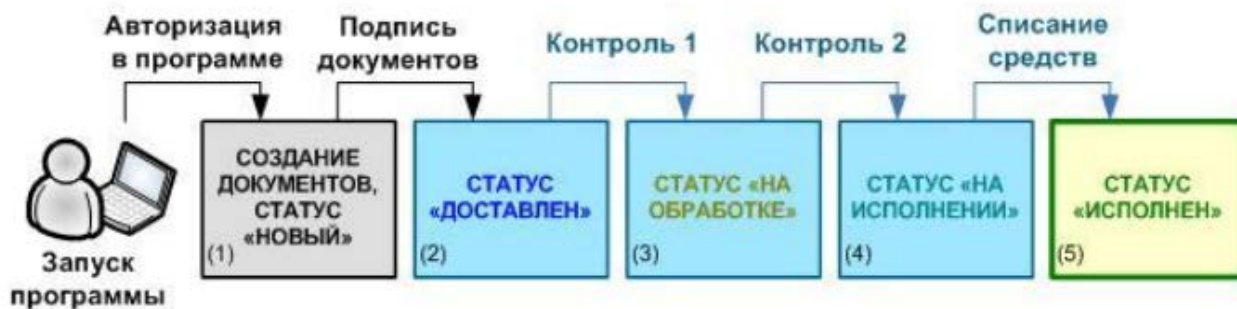 Авторизация
в программе
Подпись
документов
Контроль 1
Контроль 2
Списание
средств
Запуск
программы
СОЗДАНИЕ
ДОКУМЕНТОВ,
СТАТУС
«НОВЫЙ»
(1)
СТАТУС
«ДОСТАВЛЕН»
(2)
СТАТУС «НА
ОБРАБОТКЕ»
(3)
СТАТУС «НА
ИСПОЛНЕНИИ»
(4)
СТАТУС
«ИСПОЛНЕН»
(5)